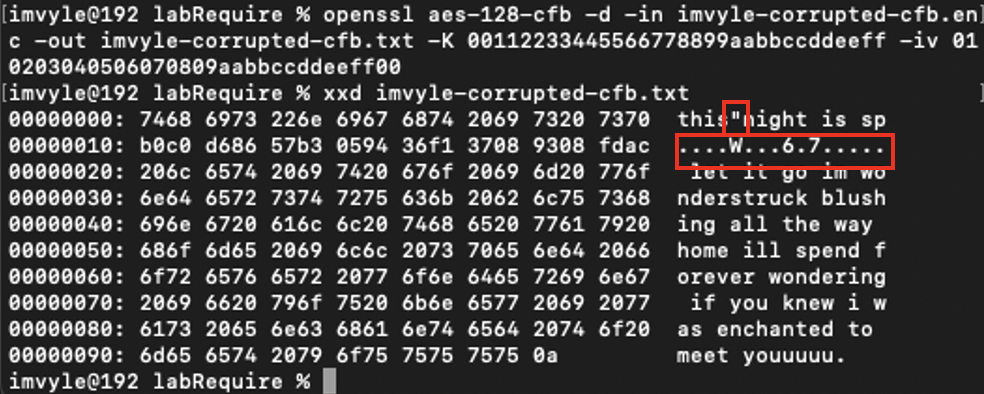 [imvyle@192 labRequire % openssl aes-128-cfb -d -in imvyle-corrupted-cfb.en]
c -out imvyle-corrupted-cfb.txt -K 00112233445566778899aabbccddeeff -iv 01
020304050607080​9aabbccddeeff00
[imvyle@192 labRequire % xxd imvyle-corrupted-cfb.txt ]
00000000: 7468 6973 226e 6967 6874 2069 7320 7370  this"night is sp
00000010: b0c0 d686 57b3 0594 36f1 3708 9308 fdac  ....W...6.7.....
00000020: 206c 6574 2069 7420 676f 2069 6d20 776f   let it go im wo
00000030: 6e64 6572 7374 7275 636b 2062 6c75 7368  nderstruck blush
00000040: 696e 6720 616c 6c20 7468 6520 7761 7920  ing all the way 
00000050: 686f 6d65 2069 6c6c 2073 7065 6e64 2066  home ill spend f
00000060: 6f72 6576 6572 2077 6f6e 6465 7269 6e67  orever wondering
00000070: 2069 6620 796f 7520 6b6e 6577 2069 2077   if you knew i w
00000080: 6173 2065 6e63 6861 6e74 6564 2074 6f20  as enchanted to 
00000090: 6d65 6574 2079 6f75 7575 7575 0a  meet youuuuu.
imvyle@192 labRequire %